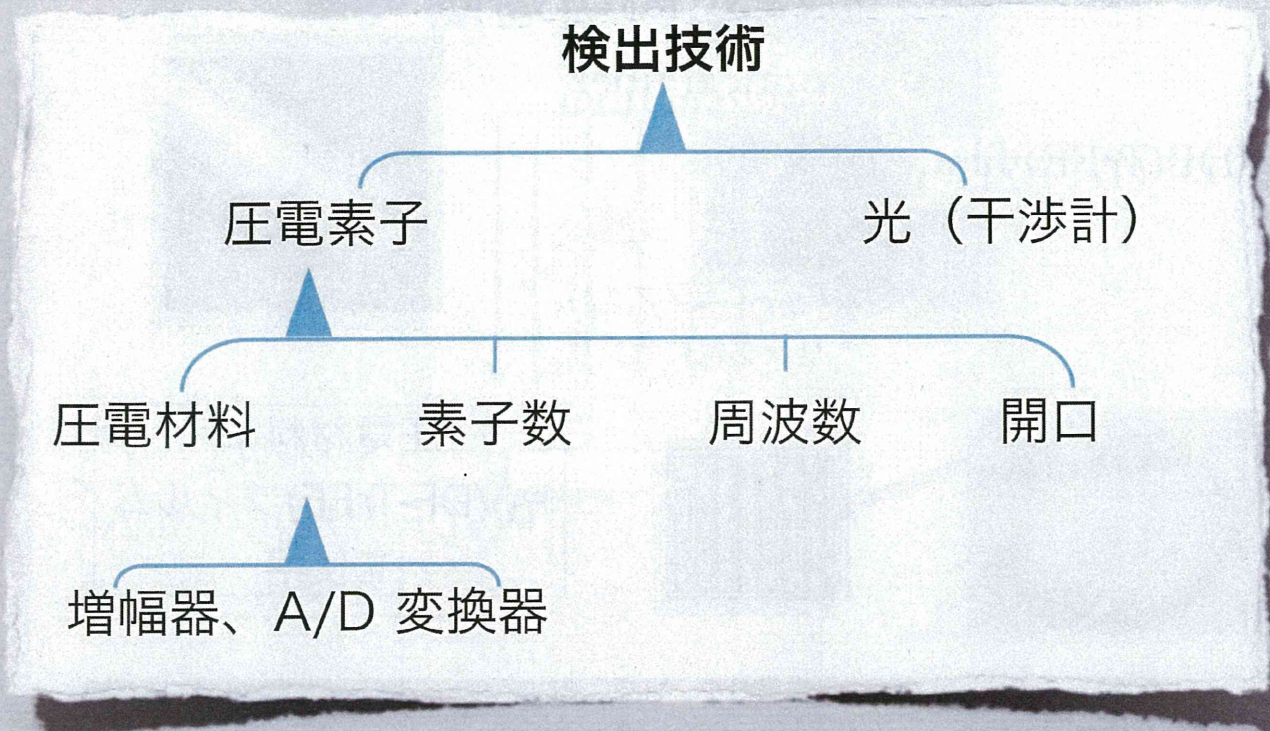 検出技術
圧電素子 光（干渉計）
圧電材料 素子数 周波数 開口
増幅器、A/D 変換器